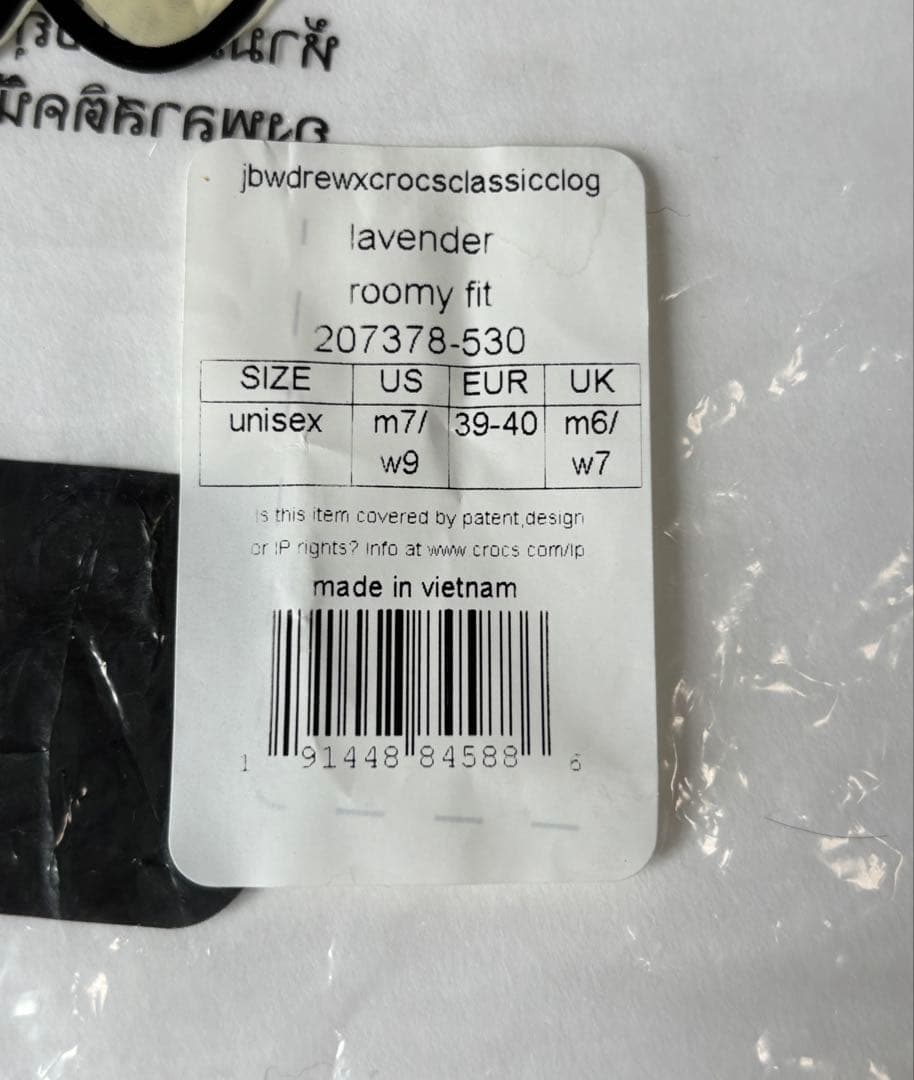 jbwdrewxcrocsclassicclog
lavender
roomy fit
207378-530
SIZE US EUR UK
unisex m7/ 39-40 m6/
w9 w7
is this item covered by patent,design
or IP rights? Info at www crocs com/ip
made in vietnam
1 91448 84588 6